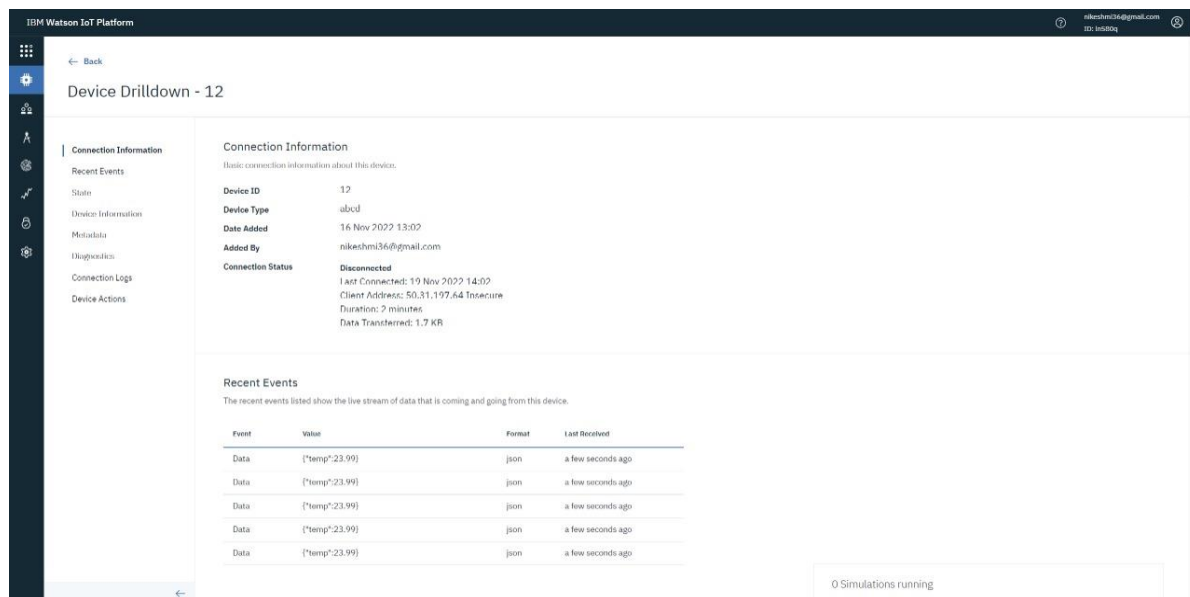 IBM Watson IoT Platform
nikeshmi36@gmail.com
ID: in580q
← Back
Device Drilldown - 12
Connection Information
Recent Events
State
Device Information
Metadata
Diagnostics
Connection Logs
Device Actions
Connection Information
Basic connection information about this device.
Device ID 12
Device Type abcd
Date Added 16 Nov 2022 13:02
Added By nikeshmi36@gmail.com
Connection Status Disconnected
Last Connected: 19 Nov 2022 14:02
Client Address: 50.31.197.64 Insecure
Duration: 2 minutes
Data Transferred: 1.7 KB
Recent Events
The recent events listed show the live stream of data that is coming and going from this device.
Event Value Format Last Received
Data {"temp":23.99} json a few seconds ago
Data {"temp":23.99} json a few seconds ago
Data {"temp":23.99} json a few seconds ago
Data {"temp":23.99} json a few seconds ago
Data {"temp":23.99} json a few seconds ago
0 Simulations running